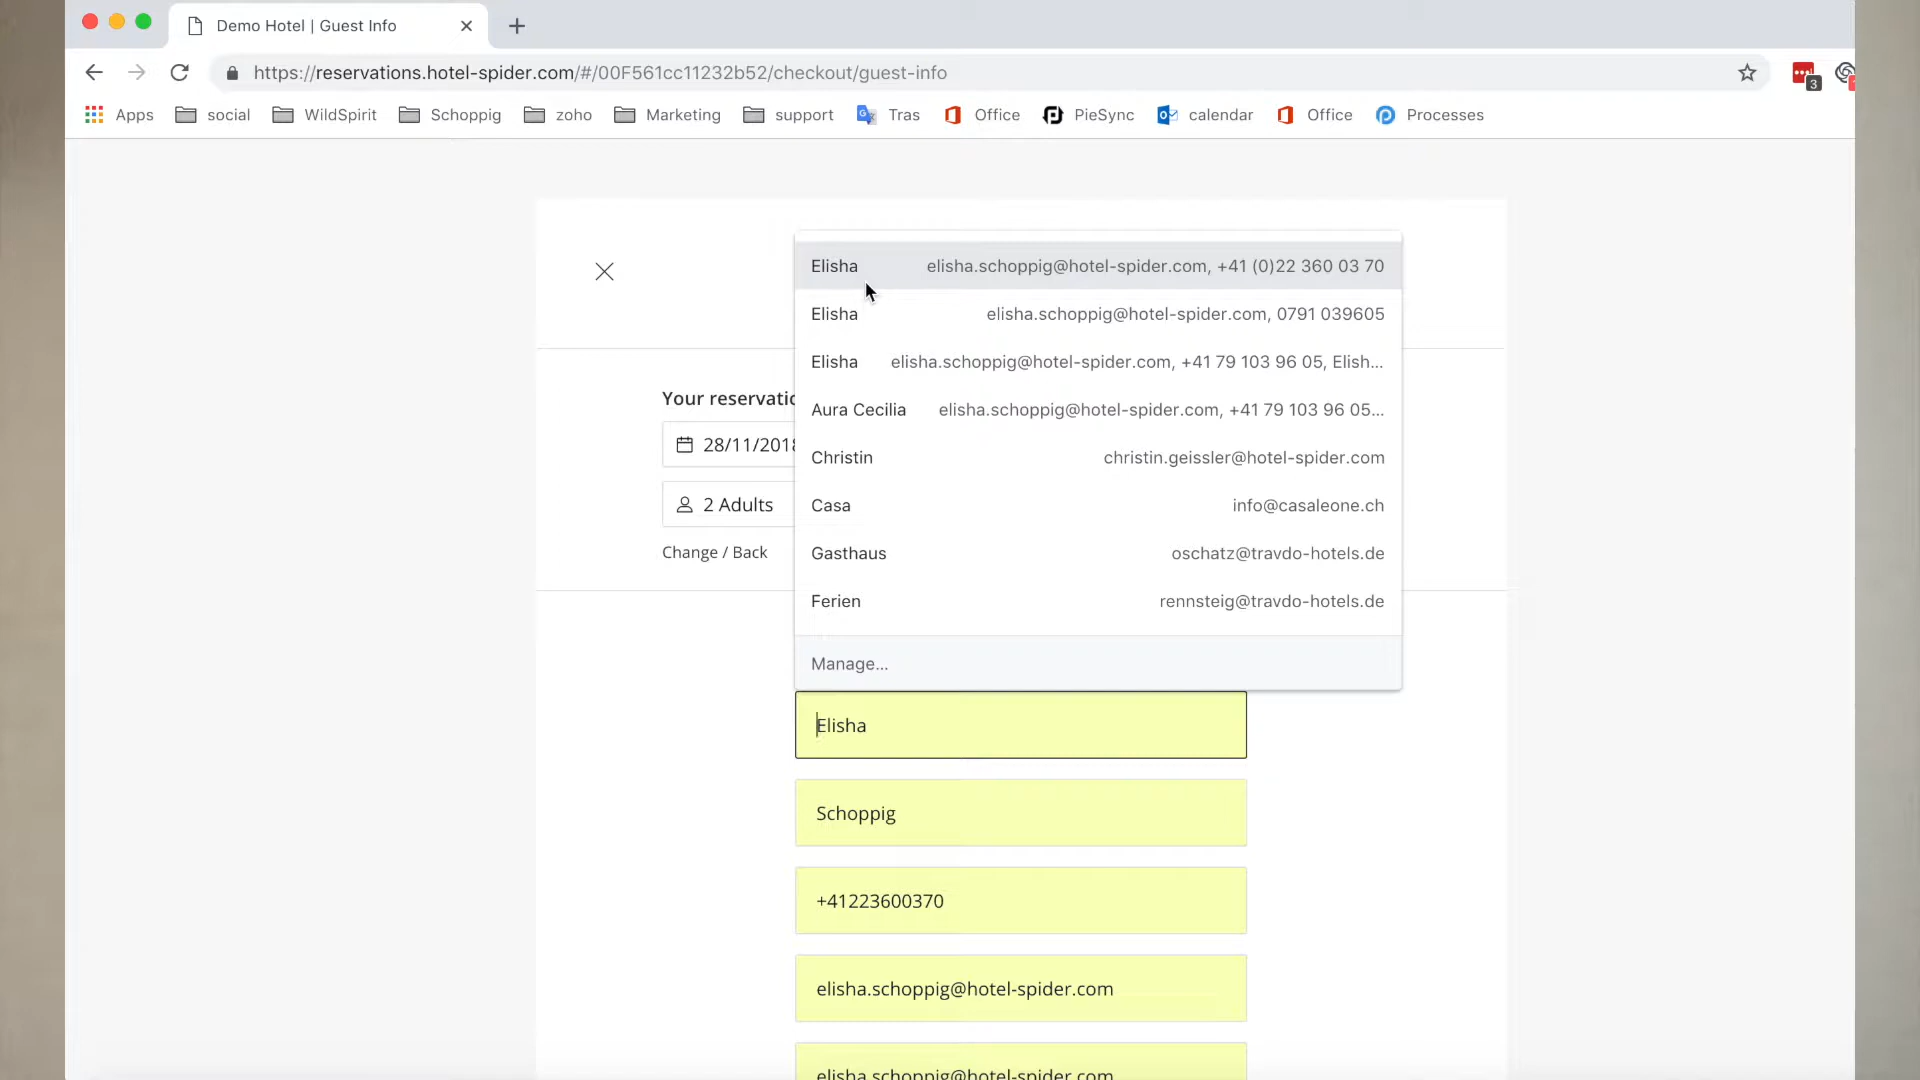 Demo Hotel | Guest Info
https://reservations.hotel-spider.com/#/00F561cc11232b52/checkout/guest-info
3
Apps social WildSpirit Schoppig zoho Marketing support Tras Office PieSync calendar Office Processes
Elisha elisha.schoppig@hotel-spider.com, +41 (0)22 360 03 70
Elisha elisha.schoppig@hotel-spider.com, 0791 039605
Elisha elisha.schoppig@hotel-spider.com, +41 79 103 96 05, Elish...
Aura Cecilia elisha.schoppig@hotel-spider.com, +41 79 103 96 05...
Christin christin.geissler@hotel-spider.com
Casa info@casaleone.ch
Gasthaus oschatz@travdo-hotels.de
Ferien rennsteig@travdo-hotels.de
Manage...
Your reservatio
28/11/2018
2 Adults
Change / Back
Elisha
Schoppig
+41223600370
elisha.schoppig@hotel-spider.com
elisha.schoppig@hotel-spider.com